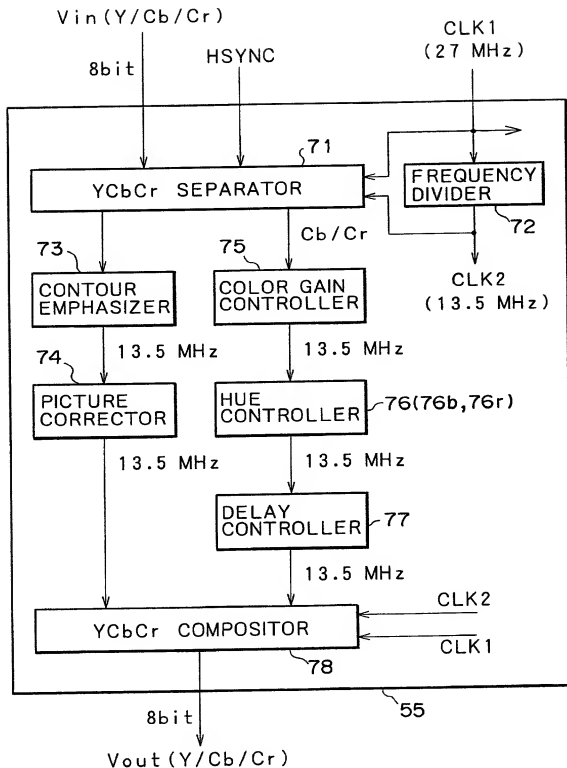 Vin(Y/Cb/Cr)
8bit
HSYNC
CLK1
(27 MHz)
71
YCbCr SEPARATOR
FREQUENCY
DIVIDER
72
CLK2
(13.5 MHz)
Cb/Cr
73
CONTOUR
EMPHASIZER
75
COLOR GAIN
CONTROLLER
13.5 MHz
13.5 MHz
74
PICTURE
CORRECTOR
HUE
CONTROLLER
76(76b,76r)
13.5 MHz
13.5 MHz
DELAY
CONTROLLER
77
13.5 MHz
YCbCr COMPOSITOR
CLK2
CLK1
78
55
8bit
Vout(Y/Cb/Cr)